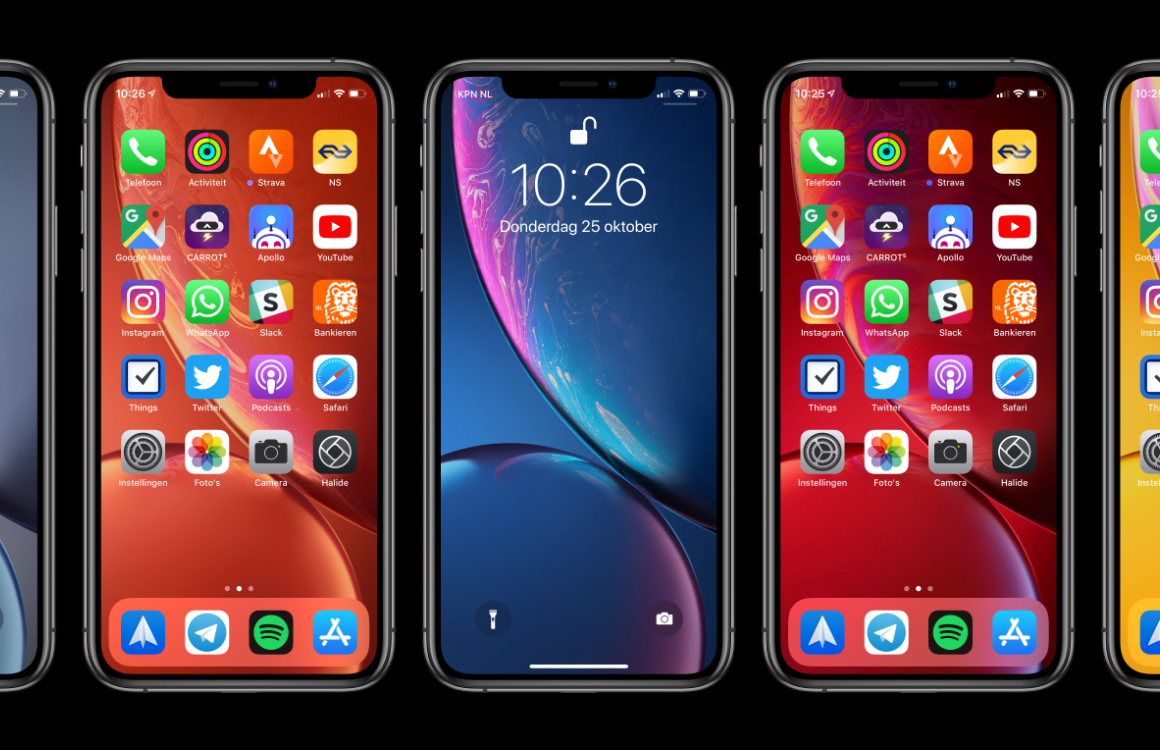 10:26
Telefoon Activiteit Strava NS
Google Maps CARROT⁵ Apollo YouTube
Instagram WhatsApp Slack Bankieren
Things Twitter Podcasts Safari
Instellingen Foto's Camera Halide
KPN NL
10:26
Donderdag 25 oktober
10:25
Telefoon Activiteit Strava NS
Google Maps CARROT⁵ Apollo YouTube
Instagram WhatsApp Slack Bankieren
Things Twitter Podcasts Safari
Instellingen Foto's Camera Halide